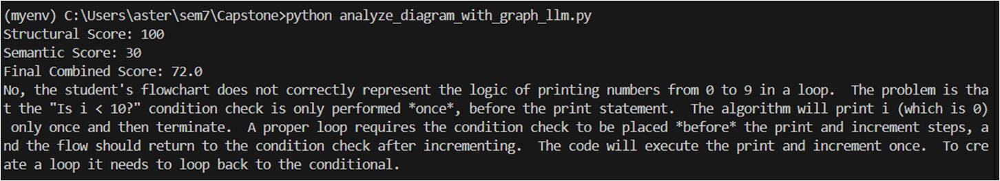 (myenv) C:\Users\aster\sem7\Capstone>python analyze_diagram_with_graph_llm.py
Structural Score: 100
Semantic Score: 30
Final Combined Score: 72.0
No, the student's flowchart does not correctly represent the logic of printing numbers from 0 to 9 in a loop.  The problem is tha
t the "Is i < 10?" condition check is only performed *once*, before the print statement.  The algorithm will print i (which is 0)
 only once and then terminate.  A proper loop requires the condition check to be placed *before* the print and increment steps, a
nd the flow should return to the condition check after incrementing.  The code will execute the print and increment once.  To cre
ate a loop it needs to loop back to the conditional.